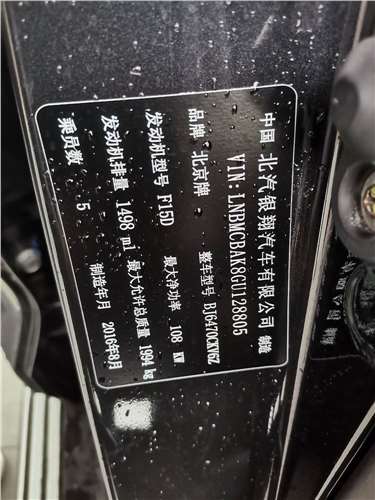 中国 北汽银翔汽车有限公司 制造
VIN:LNBMCBAK8GU128805
品牌 北京牌 整车型号 BJ6470CKV6Z
发动机型号 F15D 最大净功率 108 kW
发动机排量 1498 ml 最大允许总质量 1994 kg
乘员数 5 制造年月 2016年8月